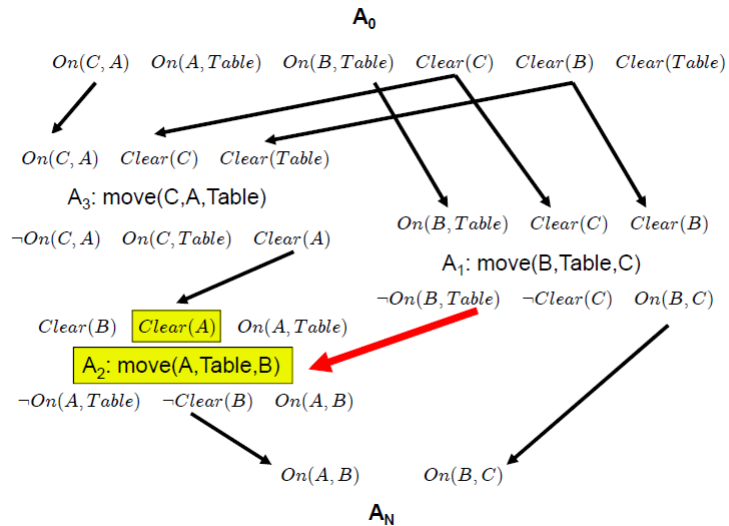 A₀
On(C, A) On(A, Table) On(B, Table) Clear(C) Clear(B) Clear(Table)
On(C, A) Clear(C) Clear(Table)
A₃: move(C,A,Table)
¬On(C, A) On(C, Table) Clear(A)
On(B, Table) Clear(C) Clear(B)
A₁: move(B,Table,C)
¬On(B, Table) ¬Clear(C) On(B, C)
Clear(B) Clear(A) On(A, Table)
A₂: move(A,Table,B)
¬On(A, Table) ¬Clear(B) On(A, B)
On(A, B) On(B, C)
A_N